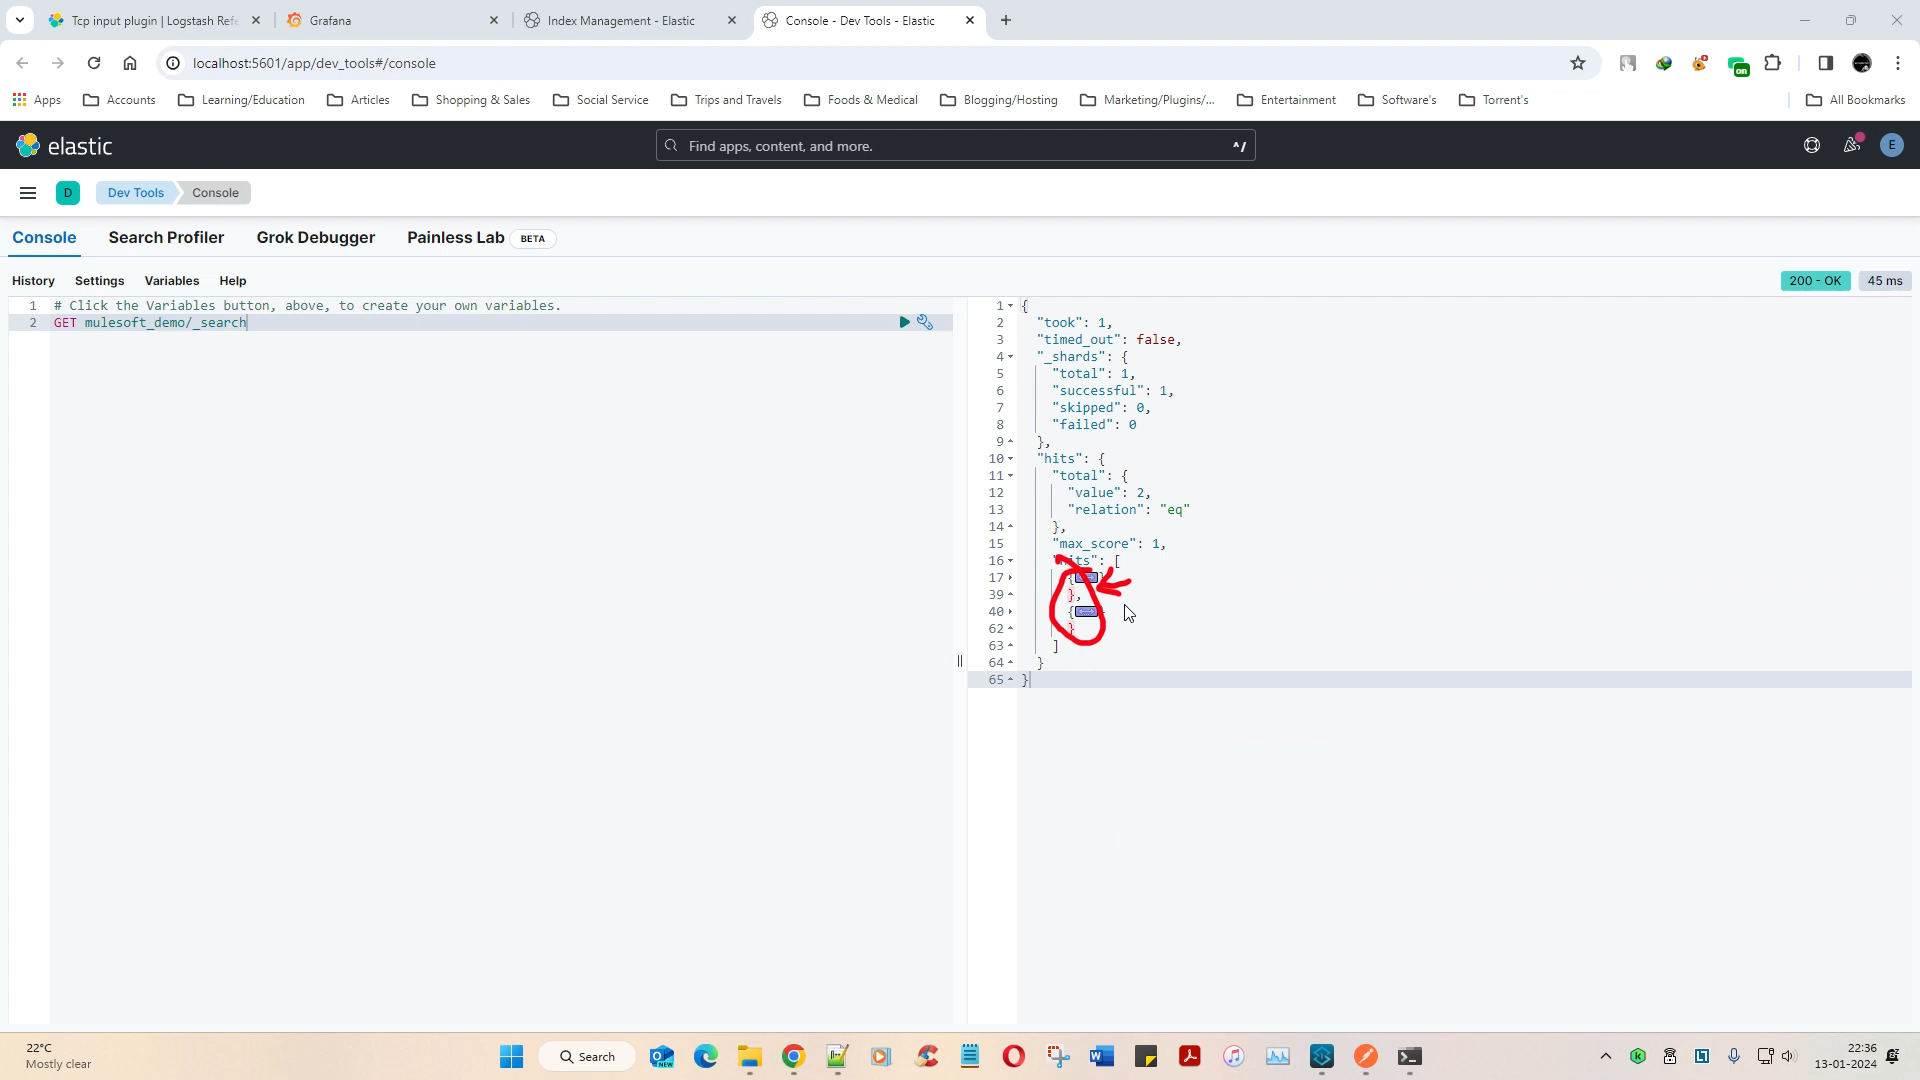 Tcp input plugin | Logstash Refe
Grafana
Index Management - Elastic
Console - Dev Tools - Elastic
localhost:5601/app/dev_tools#/console
on
Apps
Accounts
Learning/Education
Articles
Shopping & Sales
Social Service
Trips and Travels
Foods & Medical
Blogging/Hosting
Marketing/Plugins/...
Entertainment
Software's
Torrent's
All Bookmarks
elastic
Find apps, content, and more.
^/
E
D
Dev Tools
Console
Console
Search Profiler
Grok Debugger
Painless Lab
BETA
History
Settings
Variables
Help
200 - OK
45 ms
1 # Click the Variables button, above, to create your own variables.
2 GET mulesoft_demo/_search
1 {
2 "took": 1,
3 "timed_out": false,
4 "_shards": {
5 "total": 1,
6 "successful": 1,
7 "skipped": 0,
8 "failed": 0
9 },
10 "hits": {
11 "total": {
12 "value": 2,
13 "relation": "eq"
14 },
15 "max_score": 1,
16 "hits": [
17 {
39 },
40 {
62 }
63 ]
64 }
65 }
22°C
Mostly clear
Search
22:36
13-01-2024